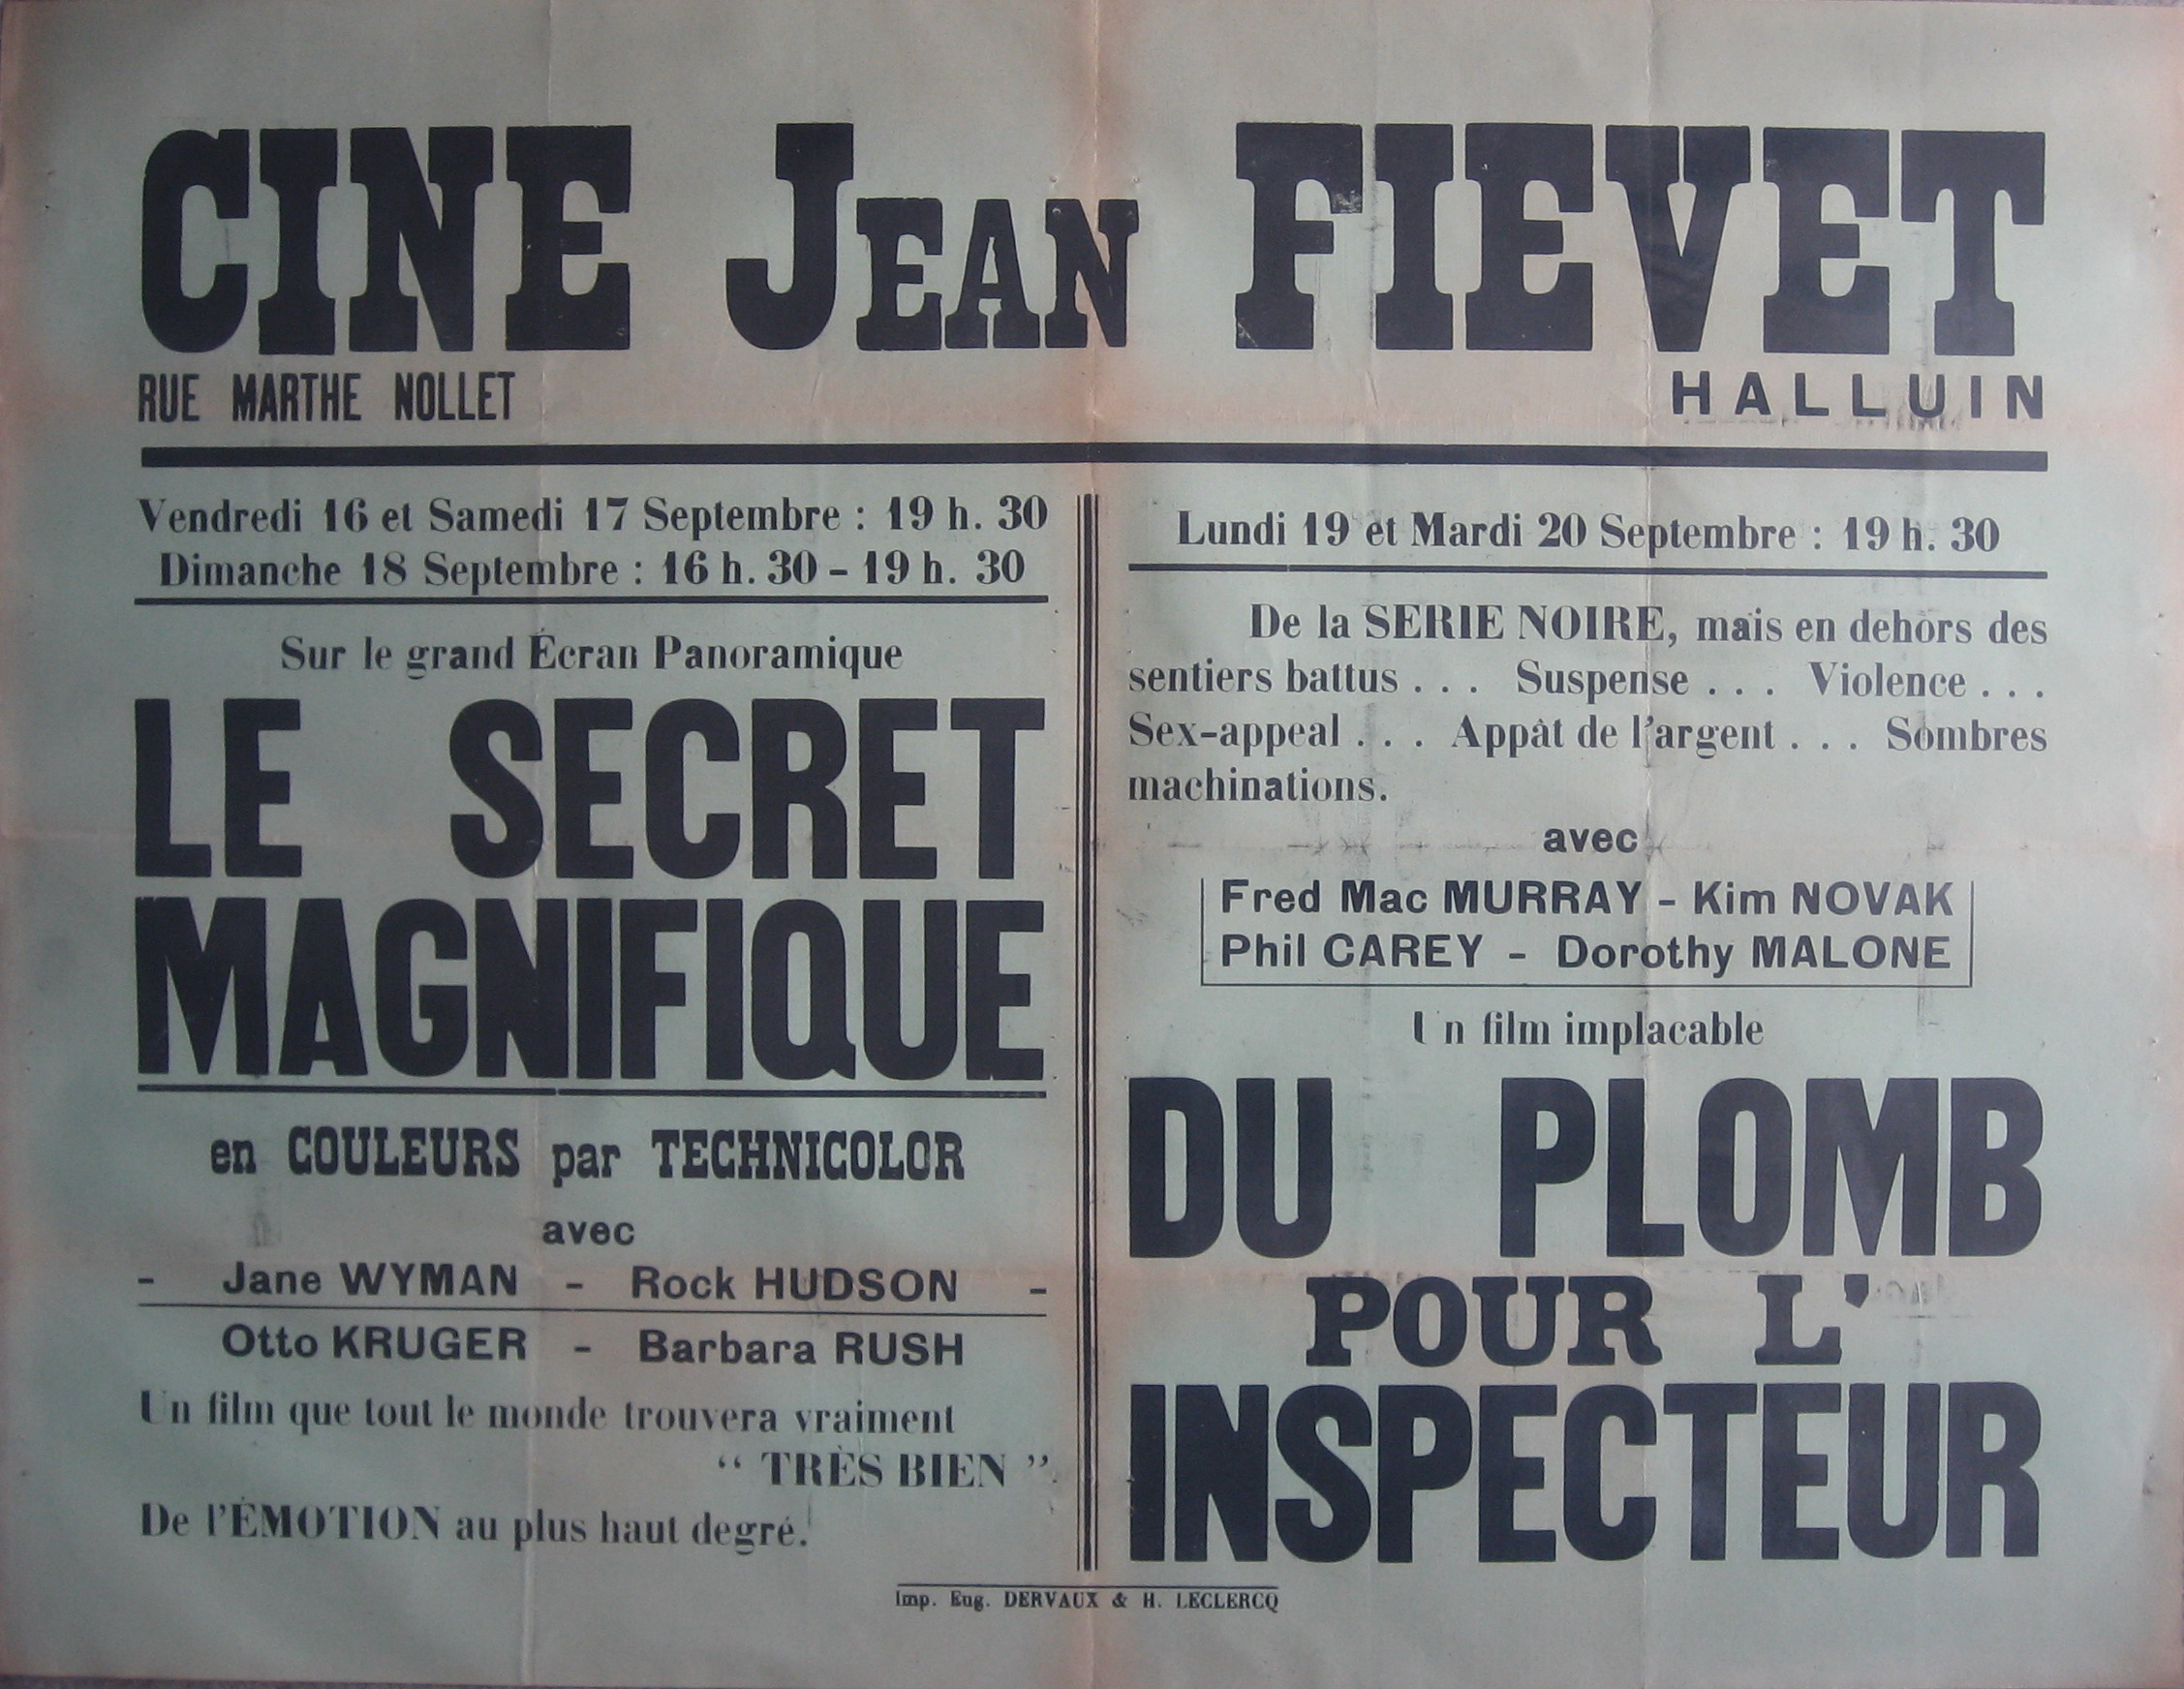 CINE JEAN FIEVET
RUE MARTHE NOLLET
HALLUIN
Vendredi 16 et Samedi 17 Septembre : 19 h. 30
Dimanche 18 Septembre : 16 h. 30 - 19 h. 30
Sur le grand Écran Panoramique
LE SECRET
MAGNIFIQUE
en COULEURS par TECHNICOLOR
avec
- Jane WYMAN - Rock HUDSON -
Otto KRUGER - Barbara RUSH
Un film que tout le monde trouvera vraiment
“ TRÈS BIEN ”
De l'ÉMOTION au plus haut degré.
Lundi 19 et Mardi 20 Septembre : 19 h. 30
De la SERIE NOIRE, mais en dehors des
sentiers battus . . . Suspense . . . Violence . . .
Sex-appeal . . . Appât de l'argent . . . Sombres
machinations.
avec
Fred Mac MURRAY - Kim NOVAK
Phil CAREY - Dorothy MALONE
Un film implacable
DU PLOMB
POUR L'
INSPECTEUR
Imp. Eug. DERVAUX & H. LECLERCQ